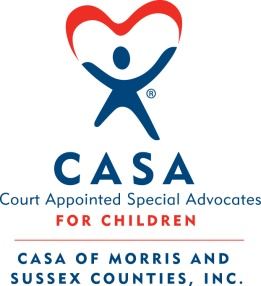 ®
CASA
Court Appointed Special Advocates
FOR CHILDREN
CASA OF MORRIS AND
SUSSEX COUNTIES, INC.